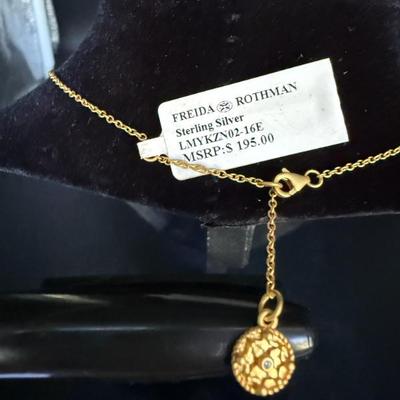 FREIDA ROTHMAN
Sterling Silver
LMYKZN02-16E
MSRP:$ 195.00